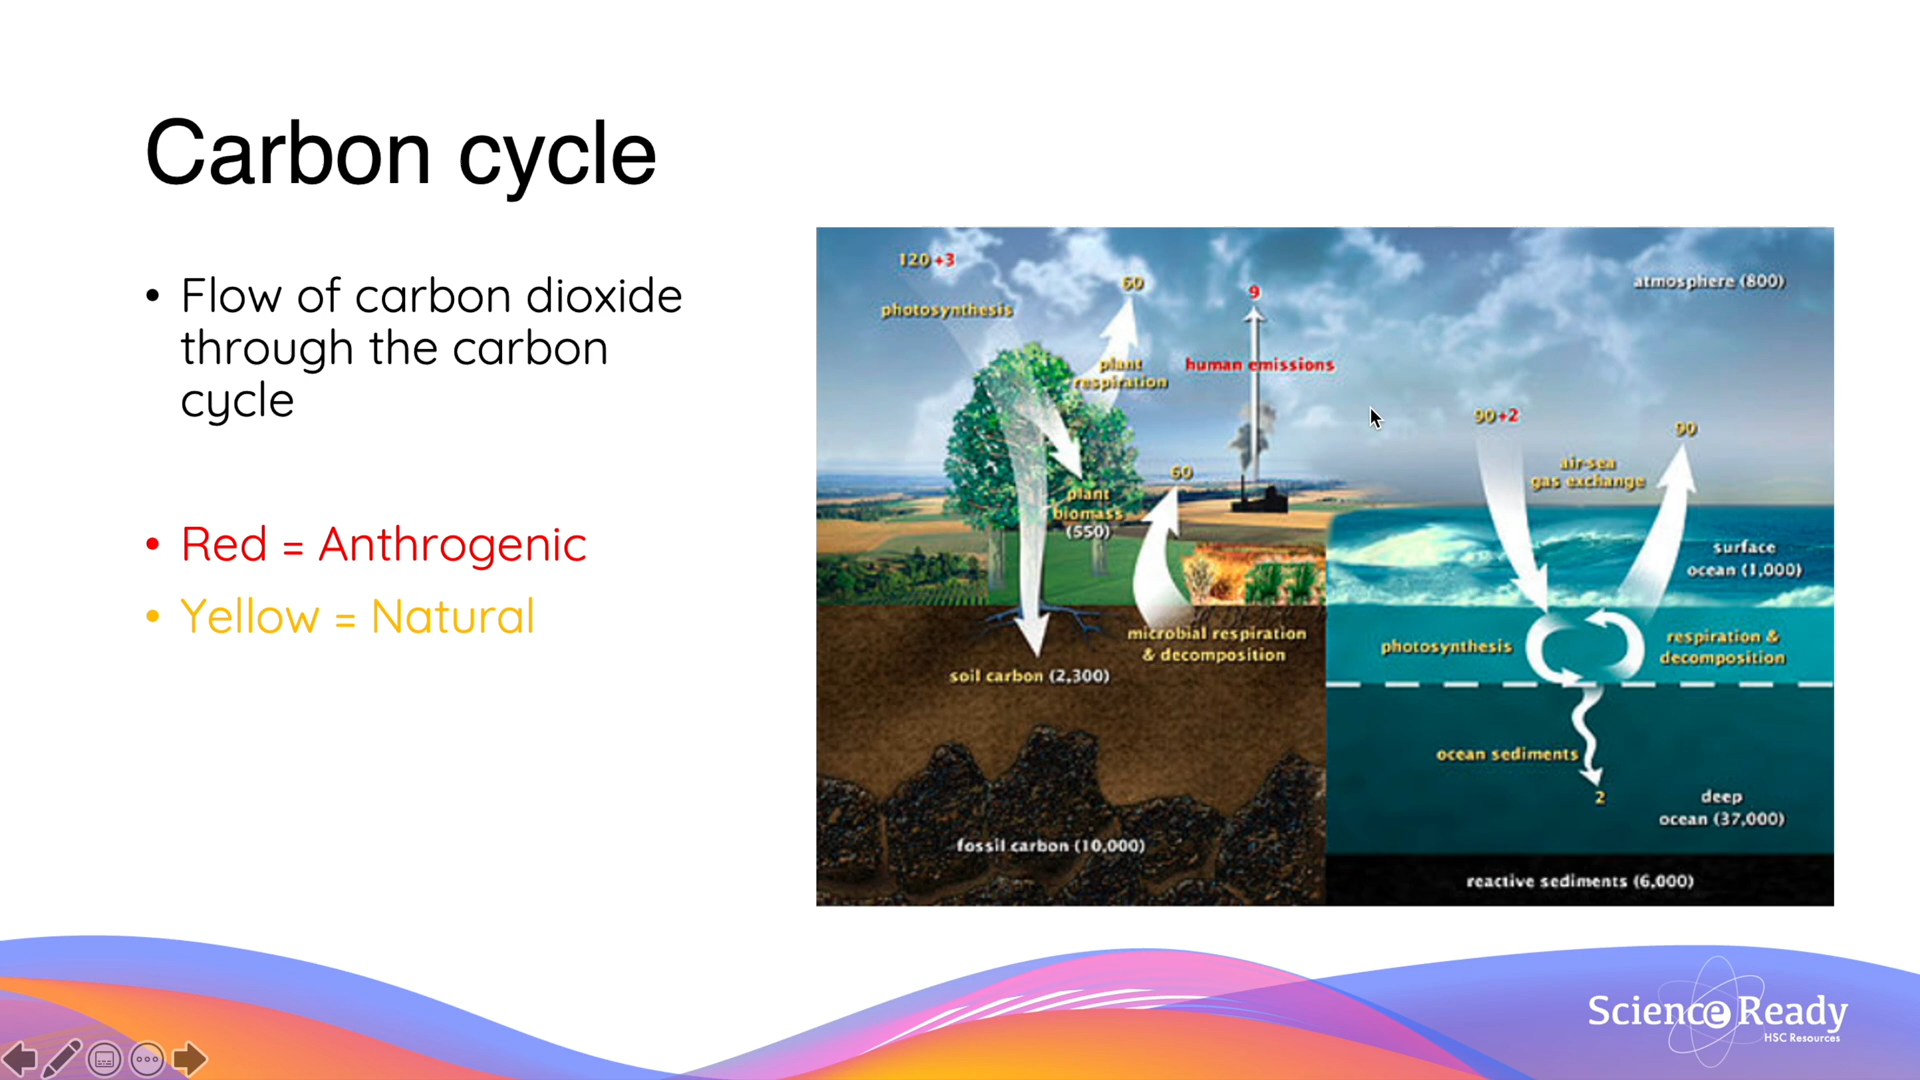 Carbon cycle
• Flow of carbon dioxide
through the carbon
cycle
• Red = Anthrogenic
• Yellow = Natural
120+3
photosynthesis
60
plant
respiration
9
human emissions
atmosphere (800)
60
plant
biomass
(550)
90+2
90
air-sea
gas exchange
surface
ocean (1,000)
microbial respiration
& decomposition
soil carbon (2,300)
photosynthesis
respiration &
decomposition
ocean sediments
2
deep
ocean (37,000)
fossil carbon (10,000)
reactive sediments (6,000)
Science Ready
HSC Resources